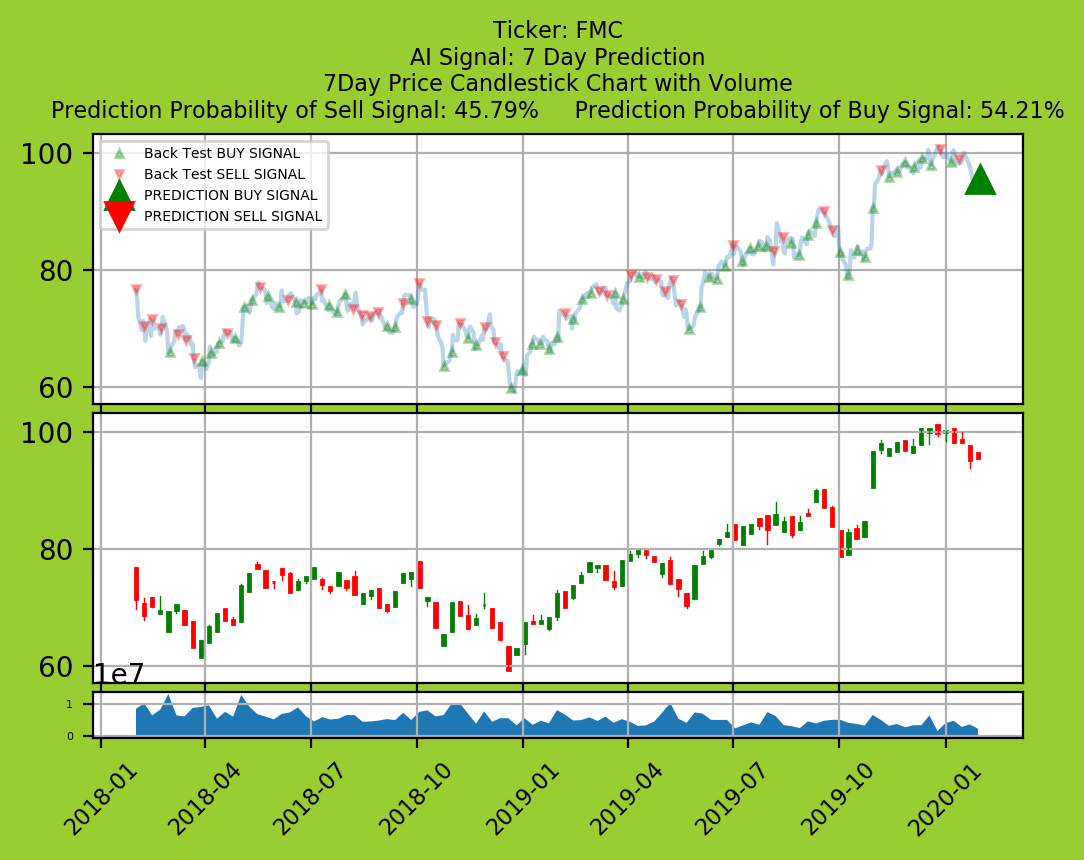 Ticker: FMC
AI Signal: 7 Day Prediction
7Day Price Candlestick Chart with Volume
Prediction Probability of Sell Signal: 45.79% Prediction Probability of Buy Signal: 54.21%
Back Test BUY SIGNAL
Back Test SELL SIGNAL
PREDICTION BUY SIGNAL
PREDICTION SELL SIGNAL
100
80
60
100
80
60
1e7
1
0
2018-01 2018-04 2018-07 2018-10 2019-01 2019-04 2019-07 2019-10 2020-01